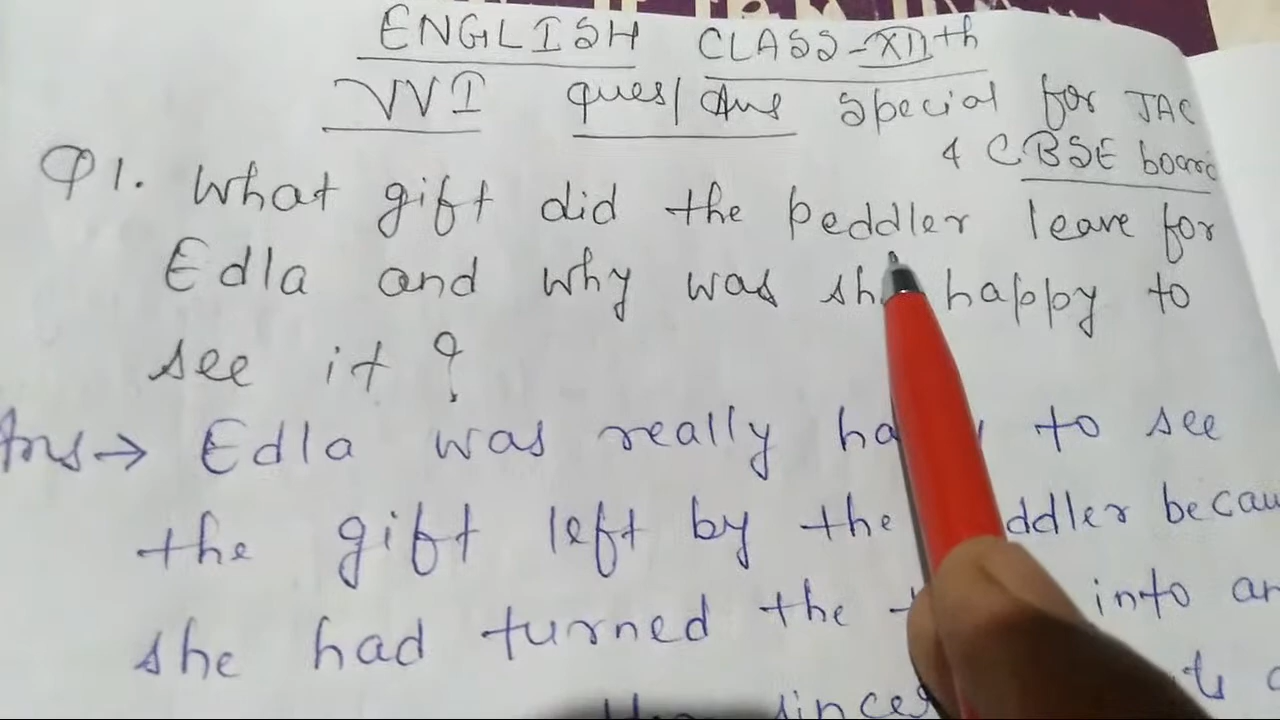 ENGLISH CLASS-XIIth
VVI ques/Ans special for JAC
& CBSE board
Q1. What gift did the peddler leave for
Edla and why was she happy to
see it ?
Ans → Edla was really to see
the gift left by the
she had turned the into